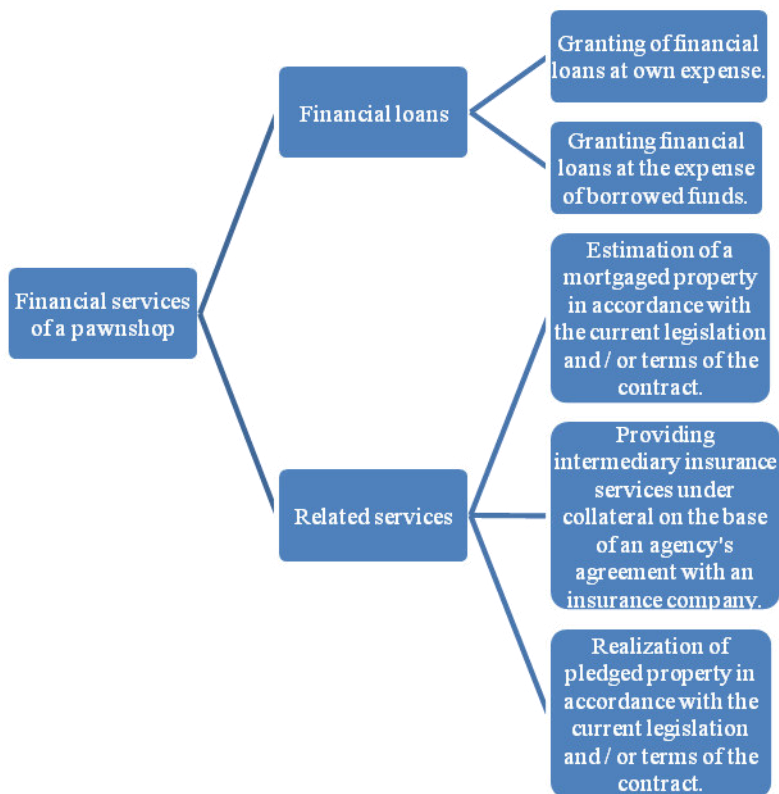 Financial services
of a pawnshop
Financial loans
Granting of financial
loans at own expense.
Granting financial
loans at the expense
of borrowed funds.
Related services
Estimation of a
mortgaged property
in accordance with
the current legislation
and / or terms of the
contract.
Providing
intermediary insurance
services under
collateral on the base
of an agency's
agreement with an
insurance company.
Realization of
pledged property in
accordance with the
current legislation
and / or terms of the
contract.